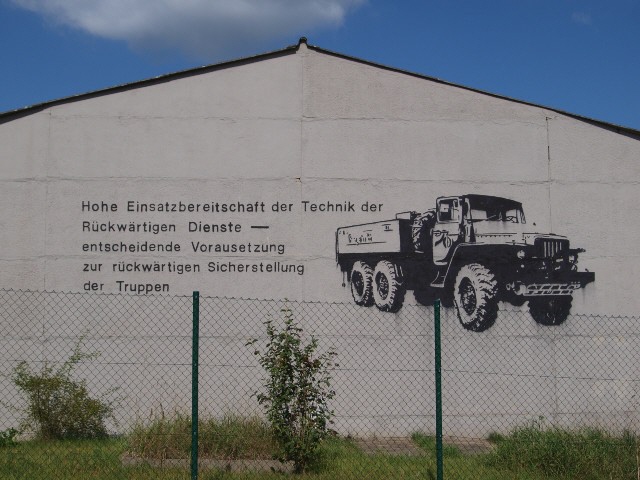 Hohe Einsatzbereitschaft der Technik der
Rückwärtigen Dienste —
entscheidende Vorausetzung
zur rückwärtigen Sicherstellung
der Truppen